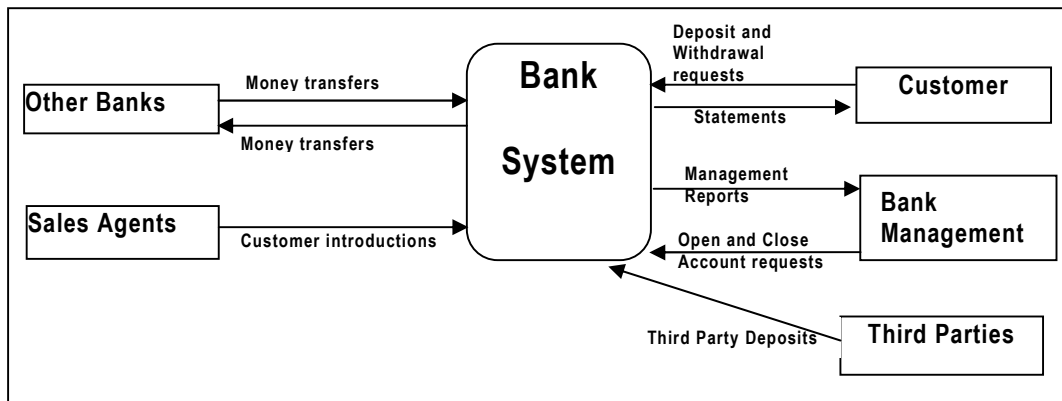 Other Banks
Money transfers
Money transfers
Sales Agents
Customer introductions
Bank
System
Deposit and
Withdrawal
requests
Customer
Statements
Management
Reports
Bank
Management
Open and Close
Account requests
Third Party Deposits
Third Parties